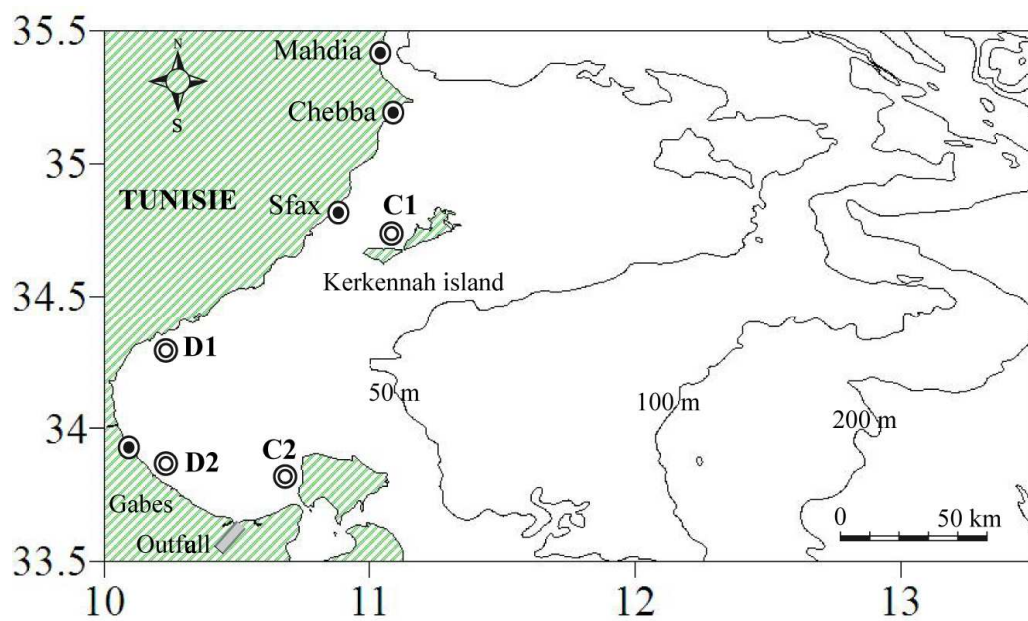 35.5
Mahdia
N
Chebba
S
35
TUNISIE
Sfax
C1
Kerkennah island
34.5
D1
50 m
100 m
200 m
34
C2
D2
Gabes
0 50 km
Outfall
33.5
10 11 12 13